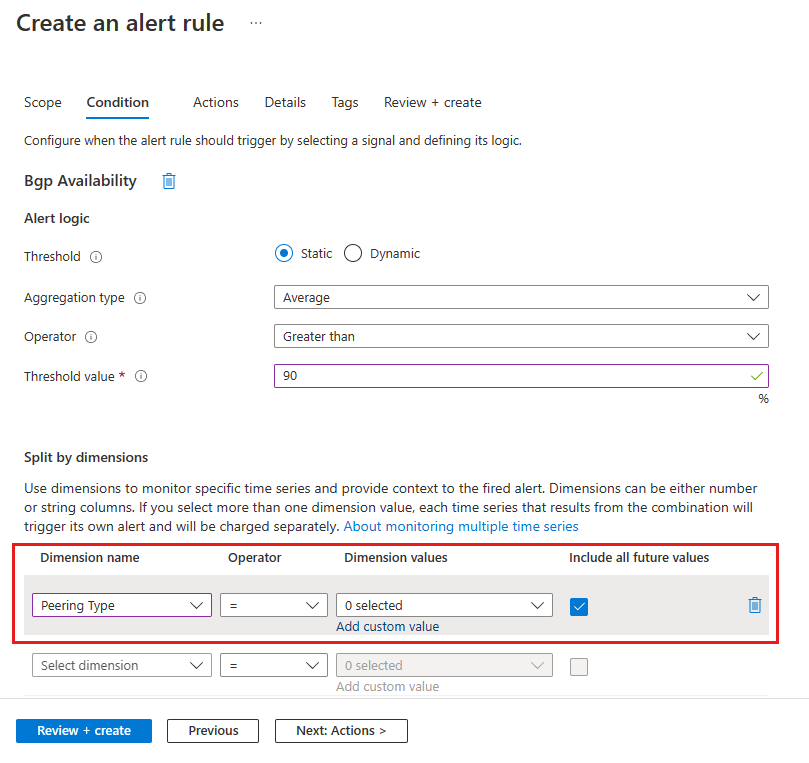 Create an alert rule ...
Scope Condition Actions Details Tags Review + create
Configure when the alert rule should trigger by selecting a signal and defining its logic.
Bgp Availability
Alert logic
Threshold Static Dynamic
Aggregation type Average
Operator Greater than
Threshold value * 90
%
Split by dimensions
Use dimensions to monitor specific time series and provide context to the fired alert. Dimensions can be either number
or string columns. If you select more than one dimension value, each time series that results from the combination will
trigger its own alert and will be charged separately. About monitoring multiple time series
Dimension name Operator Dimension values Include all future values
Peering Type = 0 selected
Add custom value
Select dimension = 0 selected
Add custom value
Review + create Previous Next: Actions >